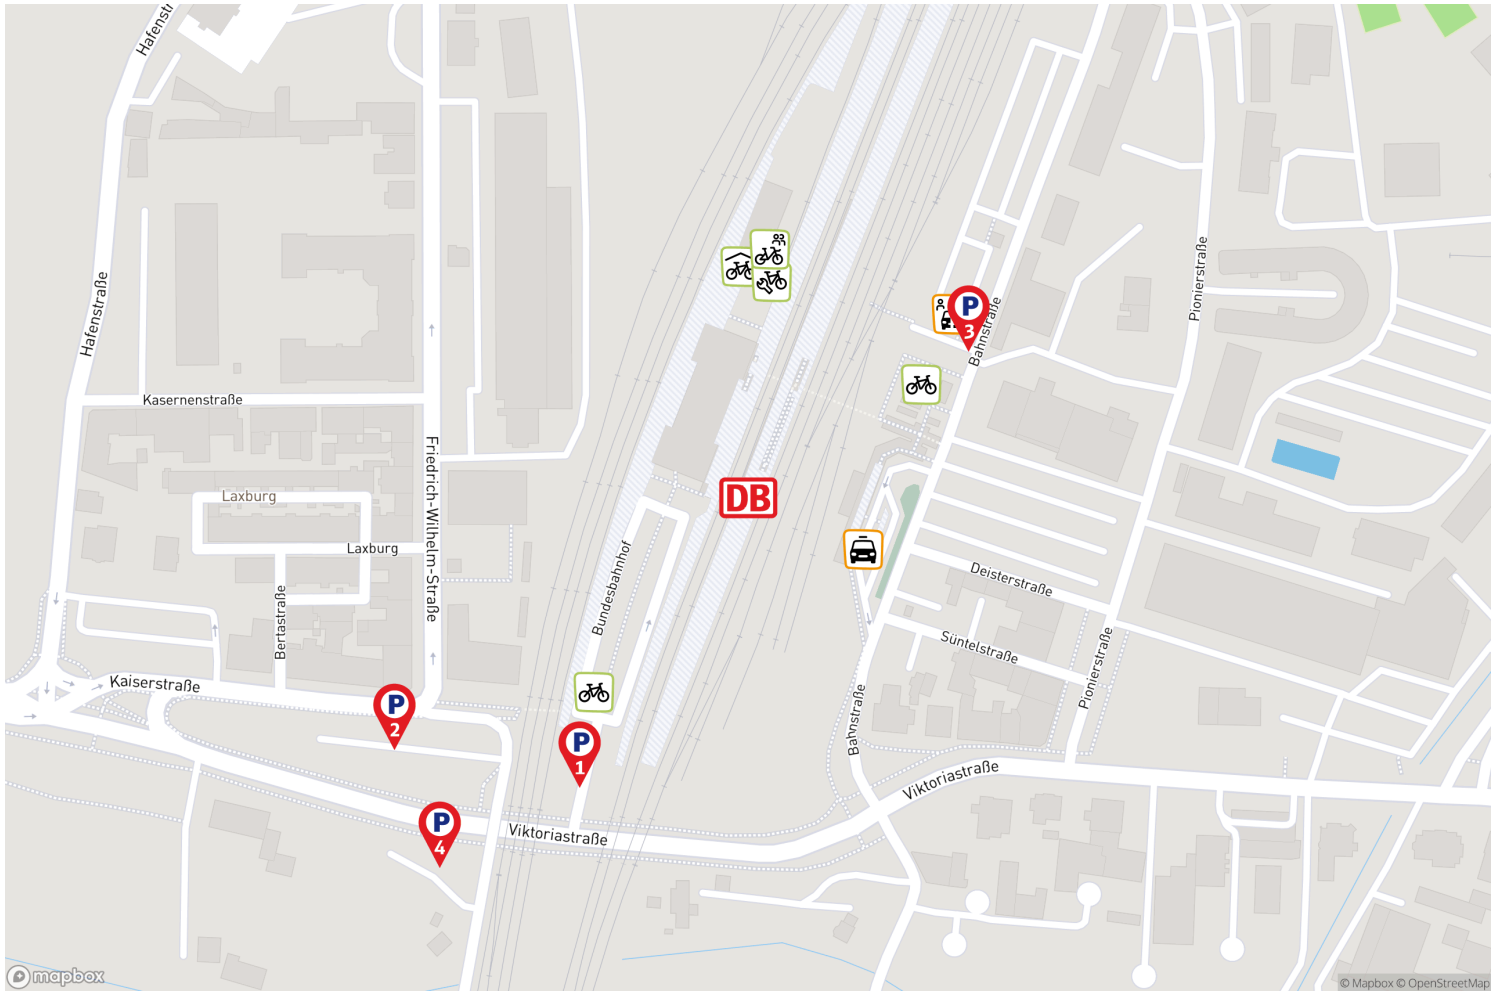 Hafenstr
Hafenstraße
Kasernenstraße
Friedrich-Wilhelm-Straße
Laxburg
Laxburg
Bertastraße
Kaiserstraße
P
2
P
4
P
1
Viktoriastraße
Bundesbahnhof
DB
P
3
Bahnstraße
Pionierstraße
Deisterstraße
Süntelstraße
Pionierstraße
Bahnstraße
Viktoriastraße
mapbox
© Mapbox © OpenStreetMap